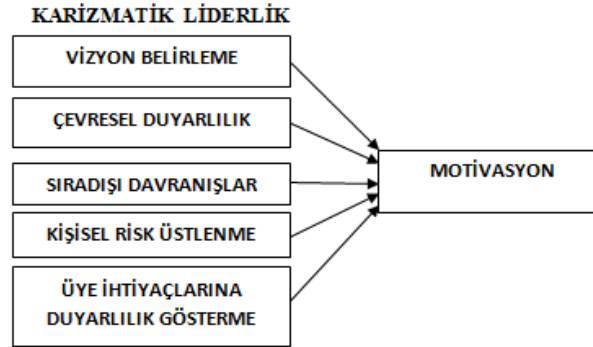 KARİZMATİK LİDERLİK
VİZYON BELİRLEME
ÇEVRESEL DUYARLILIK
MOTİVASYON
SIRADIŞI DAVRANIŞLAR
KİŞİSEL RİSK ÜSTLENME
ÜYE İHTİYAÇLARINA
DUYARLILIK GÖSTERME